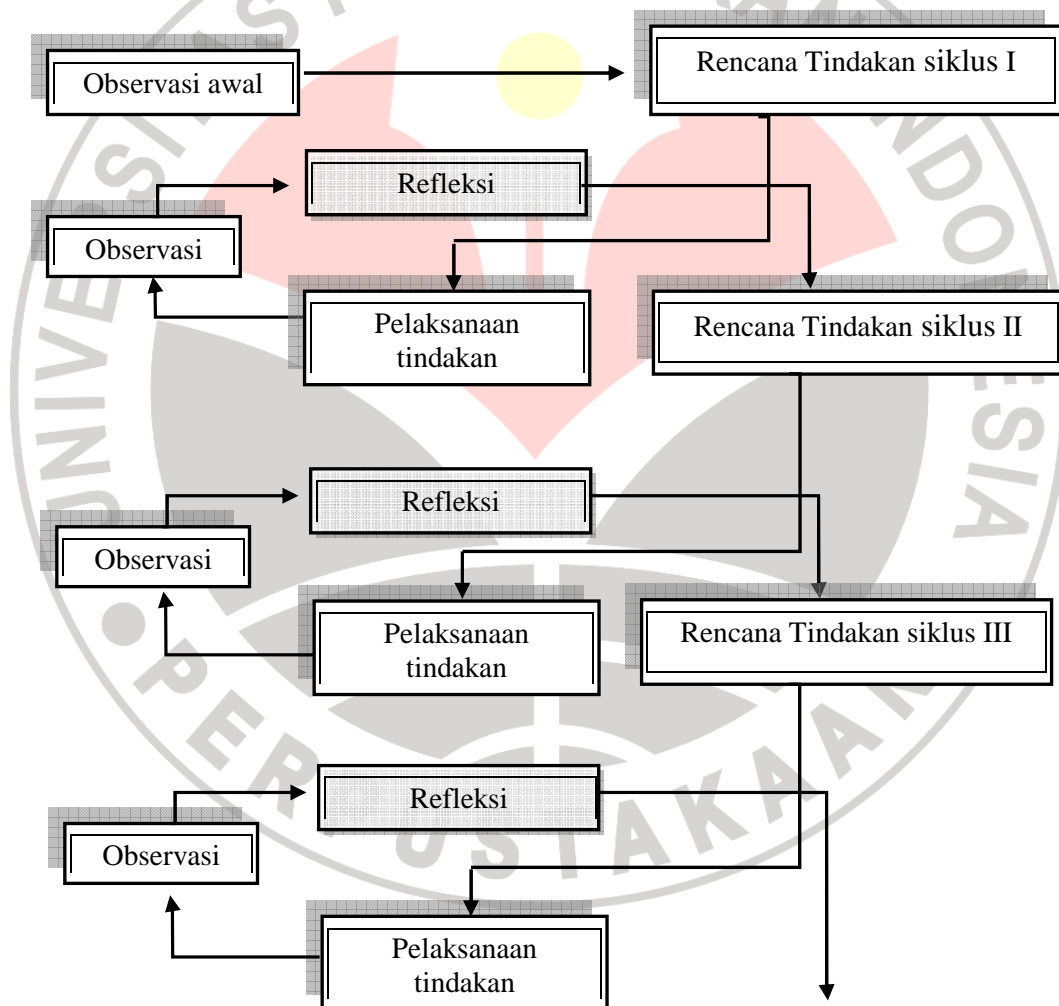 Observasi awal
Rencana Tindakan siklus I
Refleksi
Observasi
Pelaksanaan
tindakan
Rencana Tindakan siklus II
Refleksi
Observasi
Pelaksanaan
tindakan
Rencana Tindakan siklus III
Refleksi
Observasi
Pelaksanaan
tindakan
INDONESIA